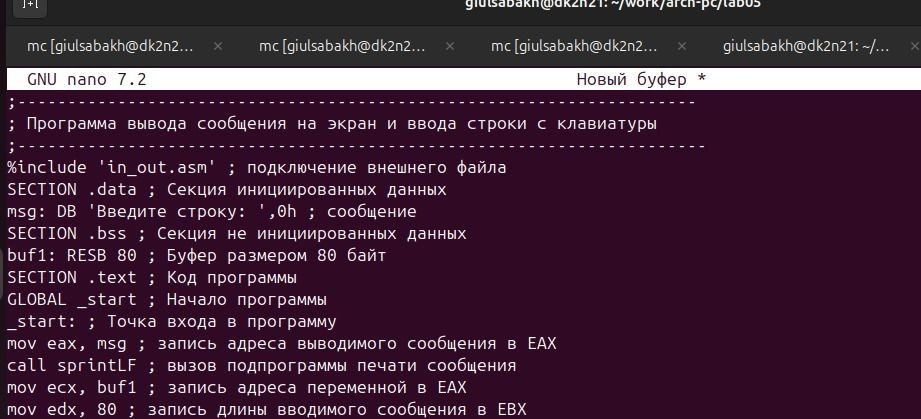 giulsabakh@dk2n21: ~/work/arch-pc/lab05
mc [giulsabakh@dk2n2… × mc [giulsabakh@dk2n2… × mc [giulsabakh@dk2n2… × giulsabakh@dk2n21: ~/… ×
GNU nano 7.2 Новый буфер *
;--------------------------------------------------------------------
; Программа вывода сообщения на экран и ввода строки с клавиатуры
;---------------------------------------------------------------------
%include 'in_out.asm' ; подключение внешнего файла
SECTION .data ; Секция инициированных данных
msg: DB 'Введите строку: ',0h ; сообщение
SECTION .bss ; Секция не инициированных данных
buf1: RESB 80 ; Буфер размером 80 байт
SECTION .text ; Код программы
GLOBAL _start ; Начало программы
_start: ; Точка входа в программу
mov eax, msg ; запись адреса выводимого сообщения в EAX
call sprintLF ; вызов подпрограммы печати сообщения
mov ecx, buf1 ; запись адреса переменной в EAX
mov edx, 80 ; запись длины вводимого сообщения в EBX